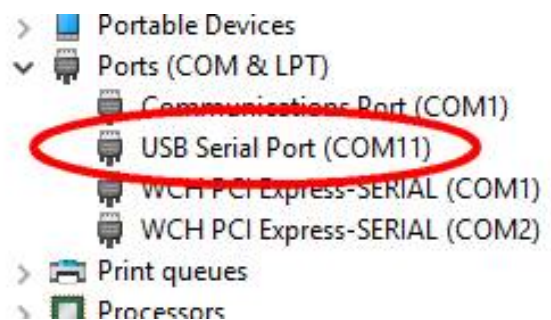 Portable Devices
Ports (COM & LPT)
Communications Port (COM1)
USB Serial Port (COM11)
WCH PCI Express-SERIAL (COM1)
WCH PCI Express-SERIAL (COM2)
Print queues
Processors